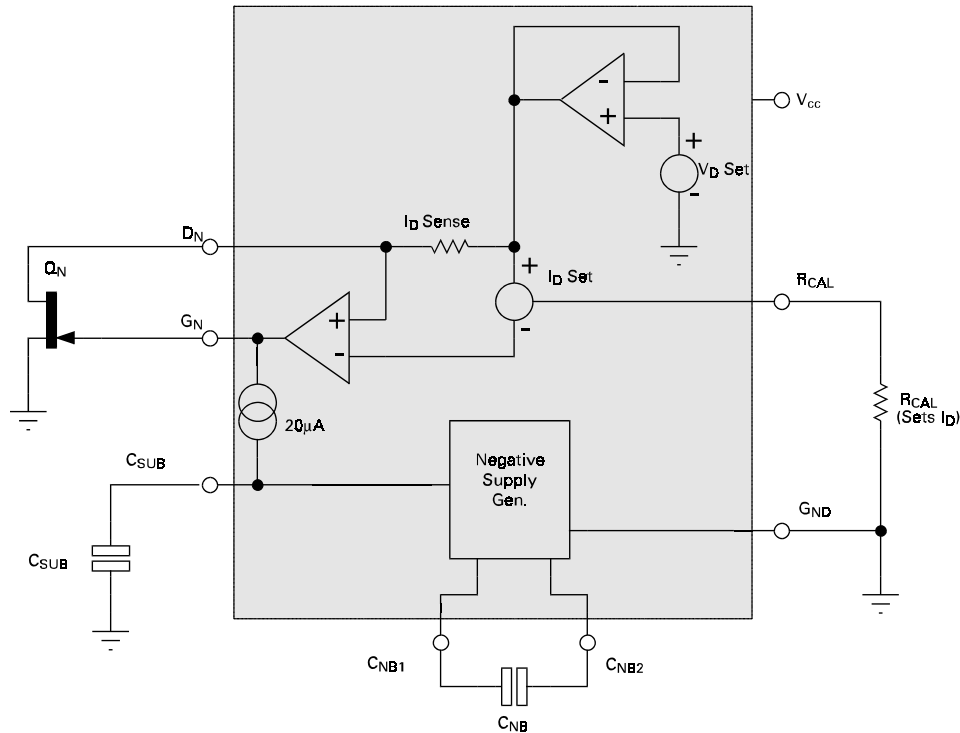 -
+
Vcc
+
VD Set
-
ID Sense
DN
+
ID Set
QN
RCAL
GN
+
-
-
RCAL
(Sets ID)
20µA
CSUB
Negative
Supply
Gen.
GND
CSUB
CNB1
CNB2
CNB